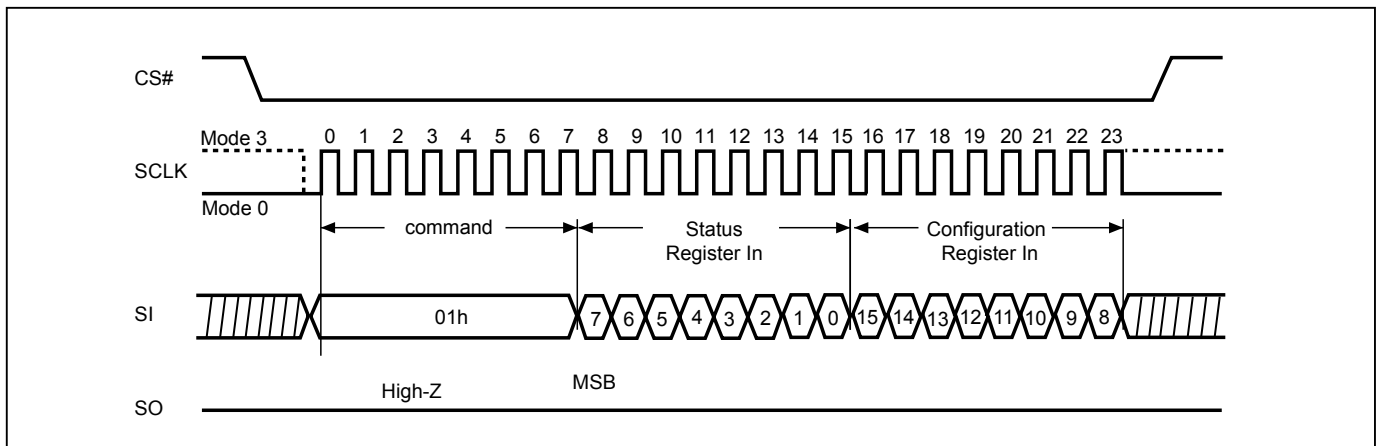 CS#
Mode 3
0 1 2 3 4 5 6 7 8 9 10 11 12 13 14 15 16 17 18 19 20 21 22 23
SCLK
Mode 0
command
Status
Register In
Configuration
Register In
SI
01h
7 6 5 4 3 2 1 0 15 14 13 12 11 10 9 8
High-Z
MSB
SO